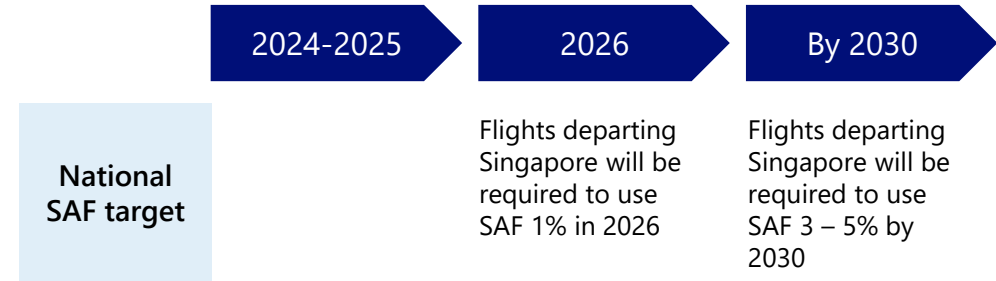 2024-2025
2026
By 2030
National
SAF target
Flights departing
Singapore will be
required to use
SAF 1% in 2026
Flights departing
Singapore will be
required to use
SAF 3 – 5% by
2030